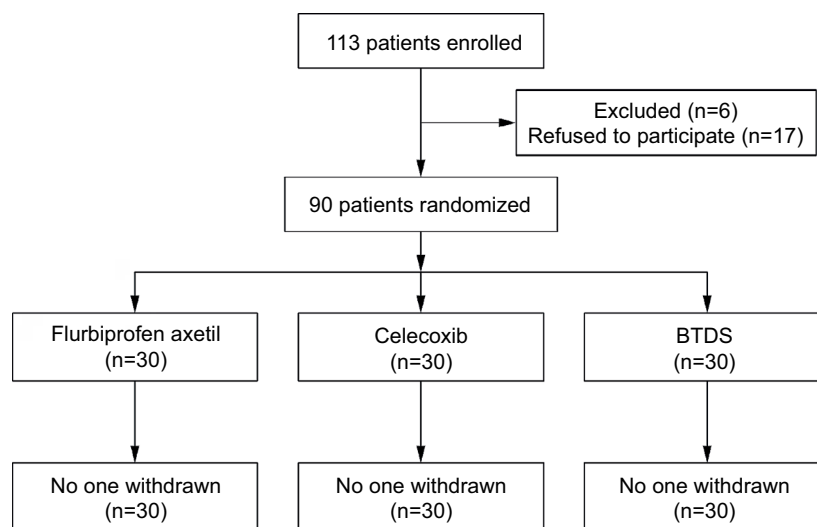 113 patients enrolled
Excluded (n=6)
Refused to participate (n=17)
90 patients randomized
Flurbiprofen axetil
(n=30)
Celecoxib
(n=30)
BTDS
(n=30)
No one withdrawn
(n=30)
No one withdrawn
(n=30)
No one withdrawn
(n=30)